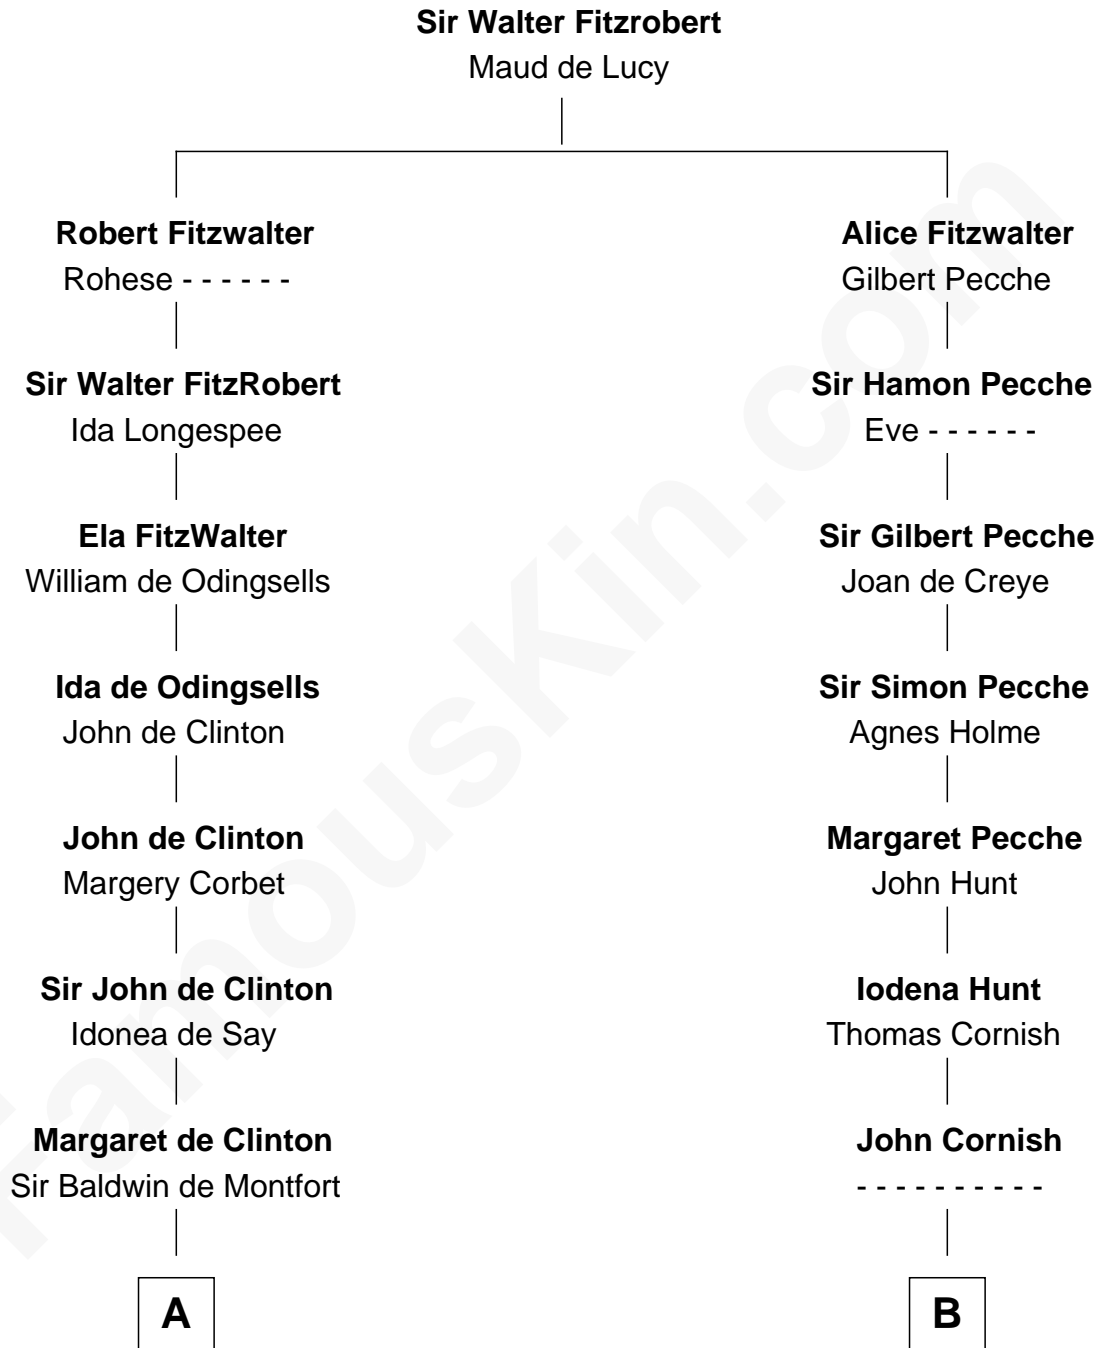 Sir Walter Fitzrobert
Maud de Lucy
Robert Fitzwalter
Rohese - - - - - -
Alice Fitzwalter
Gilbert Pecche
Sir Walter FitzRobert
Ida Longespee
Sir Hamon Pecche
Eve - - - - - -
Ela FitzWalter
William de Odingsells
Sir Gilbert Pecche
Joan de Creye
Ida de Odingsells
John de Clinton
Sir Simon Pecche
Agnes Holme
John de Clinton
Margery Corbet
Margaret Pecche
John Hunt
Sir John de Clinton
Idonea de Say
Iodena Hunt
Thomas Cornish
Margaret de Clinton
Sir Baldwin de Montfort
John Cornish
- - - - - - - - - -
A
B
FamousKin.com